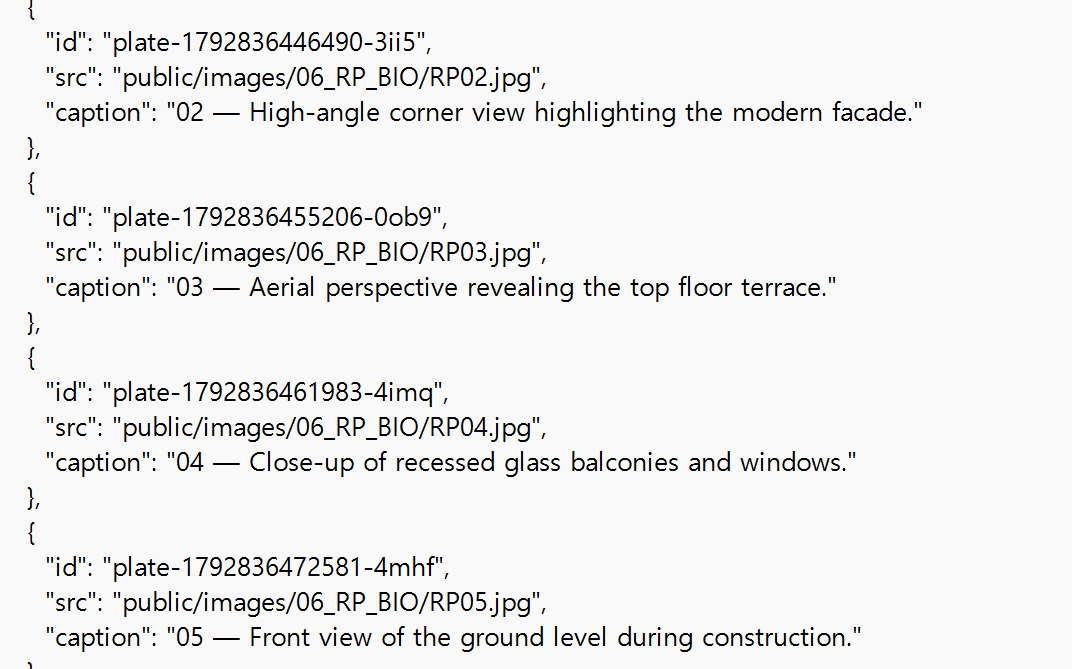 {
"id": "plate-1792836446490-3ii5",
"src": "public/images/06_RP_BIO/RP02.jpg",
"caption": "02 — High-angle corner view highlighting the modern facade."
},
{
"id": "plate-1792836455206-0ob9",
"src": "public/images/06_RP_BIO/RP03.jpg",
"caption": "03 — Aerial perspective revealing the top floor terrace."
},
{
"id": "plate-1792836461983-4imq",
"src": "public/images/06_RP_BIO/RP04.jpg",
"caption": "04 — Close-up of recessed glass balconies and windows."
},
{
"id": "plate-1792836472581-4mhf",
"src": "public/images/06_RP_BIO/RP05.jpg",
"caption": "05 — Front view of the ground level during construction."
}